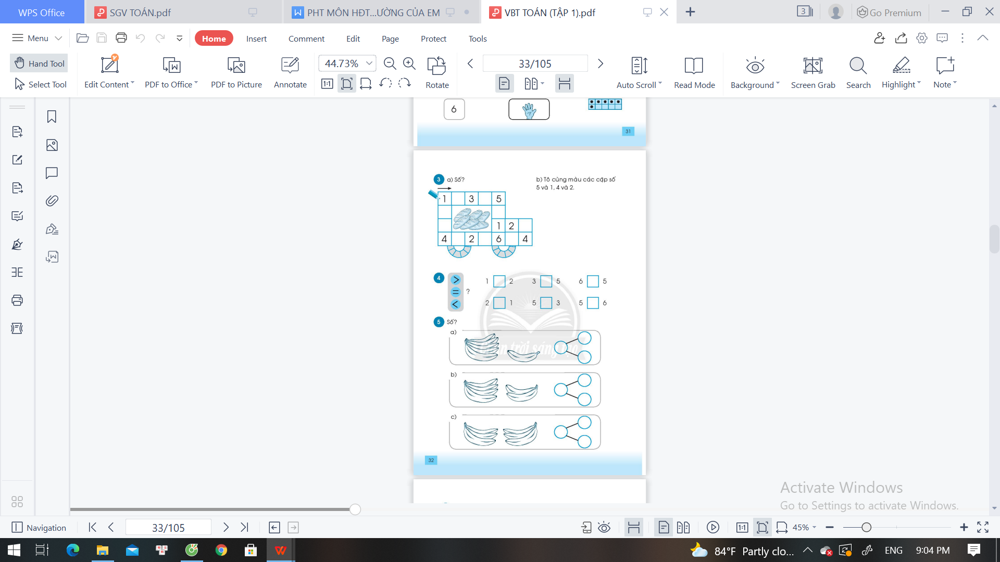 WPS Office
SGV TOÁN.pdf
PHT MÔN HĐT...ƯỜNG CỦA EM
VBT TOÁN (TẬP 1).pdf
3
Go Premium
Menu
Home
Insert
Comment
Edit
Page
Protect
Tools
Hand Tool
Select Tool
Edit Content
PDF to Office
PDF to Picture
Annotate
44.73%
1:1
Rotate
33/105
Auto Scroll
Read Mode
Background
Screen Grab
Search
Highlight
Note
6
31
3 a) Số?
b) Tô cùng màu các cặp số
5 và 1, 4 và 2.
1 3 5
1 2
4 2 6 4
4 > = < ?
1 2 3 5 6 5
2 1 5 3 5 6
5 Số?
a)
b)
c)
32
Activate Windows
Go to Settings to activate Windows.
Navigation
33/105
1:1
45%
84°F Partly clo...
ENG
9:04 PM